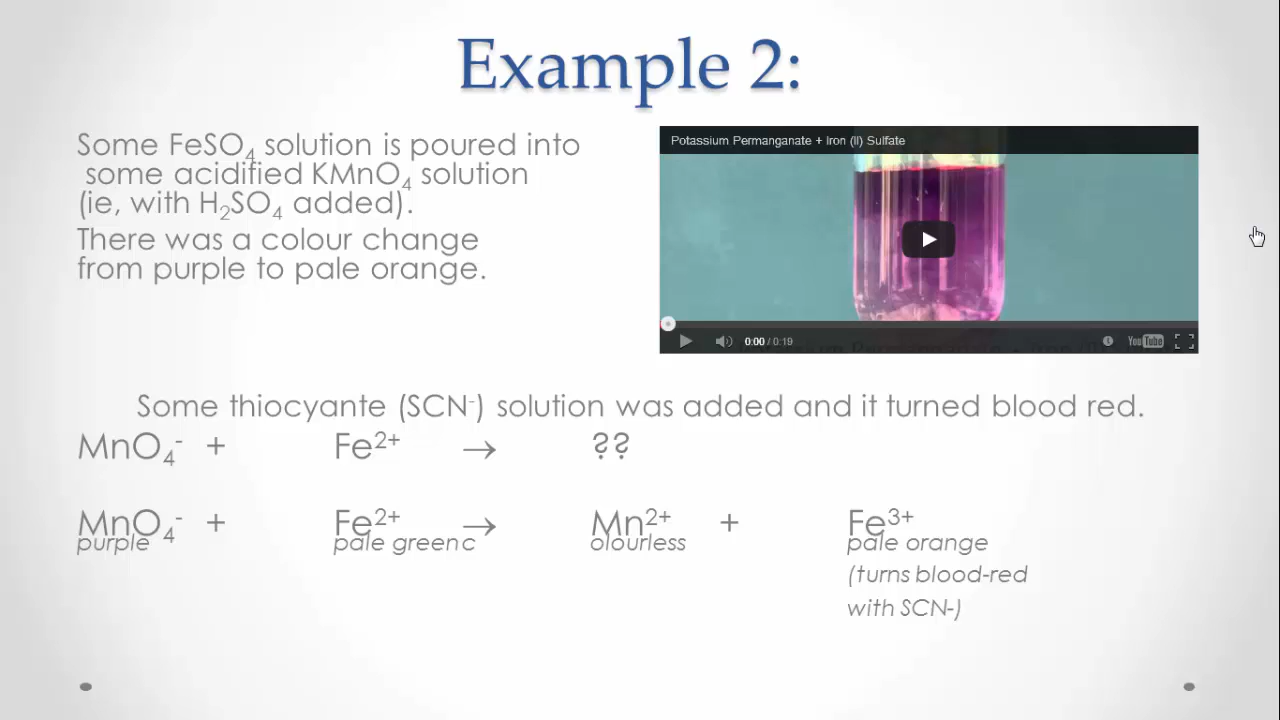 Example 2:
Some FeSO₄ solution is poured into
some acidified KMnO₄ solution
(ie, with H₂SO₄ added).
There was a colour change
from purple to pale orange.
Potassium Permanganate + Iron (II) Sulfate
0:00 / 0:19
YouTube
Some thiocyante (SCN⁻) solution was added and it turned blood red.
MnO₄⁻ + Fe²⁺ → ??
MnO₄⁻ + Fe²⁺ → Mn²⁺ + Fe³⁺
purple pale green c olourless pale orange
(turns blood-red
with SCN-)